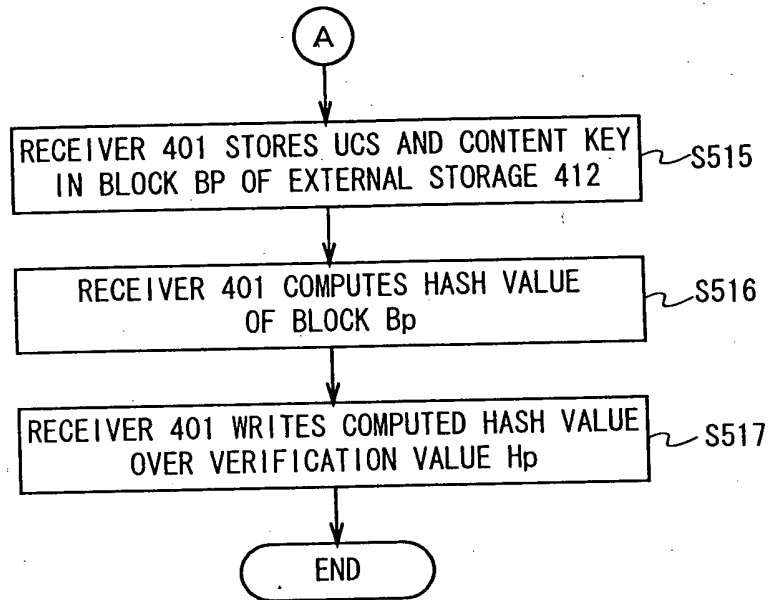 A
RECEIVER 401 STORES UCS AND CONTENT KEY
IN BLOCK BP OF EXTERNAL STORAGE 412
S515
RECEIVER 401 COMPUTES HASH VALUE
OF BLOCK Bp
S516
RECEIVER 401 WRITES COMPUTED HASH VALUE
OVER VERIFICATION VALUE Hp
S517
END